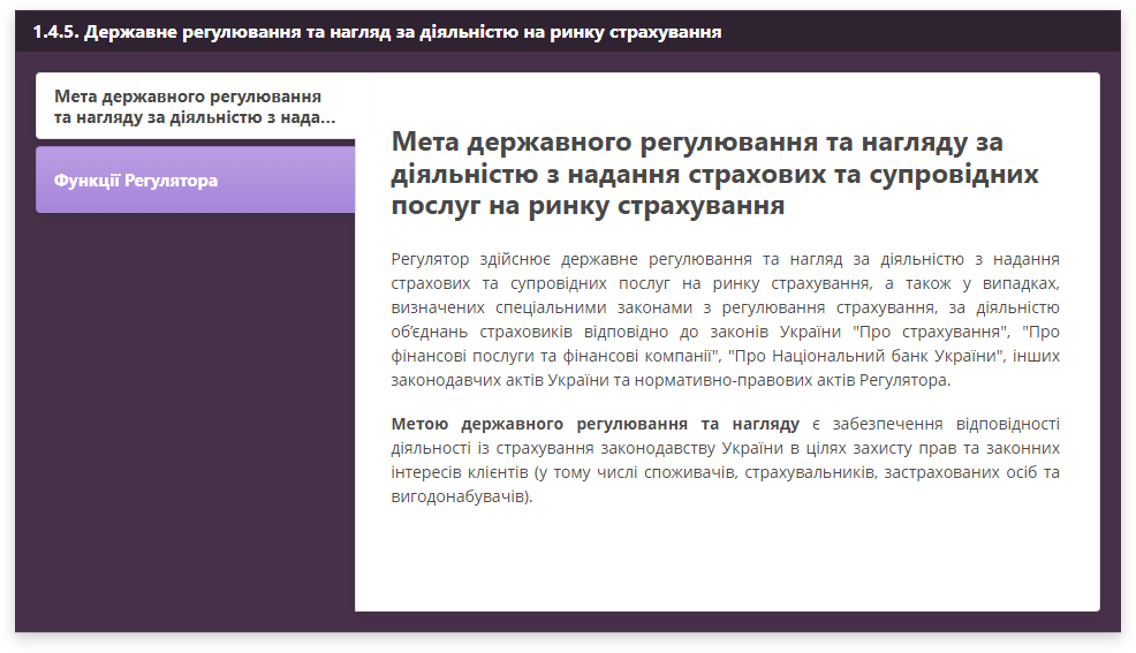 1.4.5. Державне регулювання та нагляд за діяльністю на ринку страхування
Мета державного регулювання
та нагляду за діяльністю з нада...
Функції Регулятора
Мета державного регулювання та нагляду за
діяльністю з надання страхових та супровідних
послуг на ринку страхування
Регулятор здійснює державне регулювання та нагляд за діяльністю з надання
страхових та супровідних послуг на ринку страхування, а також у випадках,
визначених спеціальними законами з регулювання страхування, за діяльністю
об’єднань страховиків відповідно до законів України "Про страхування", "Про
фінансові послуги та фінансові компанії", "Про Національний банк України", інших
законодавчих актів України та нормативно-правових актів Регулятора.
Метою державного регулювання та нагляду є забезпечення відповідності
діяльності із страхування законодавству України в цілях захисту прав та законних
інтересів клієнтів (у тому числі споживачів, страхувальників, застрахованих осіб та
вигодонабувачів).